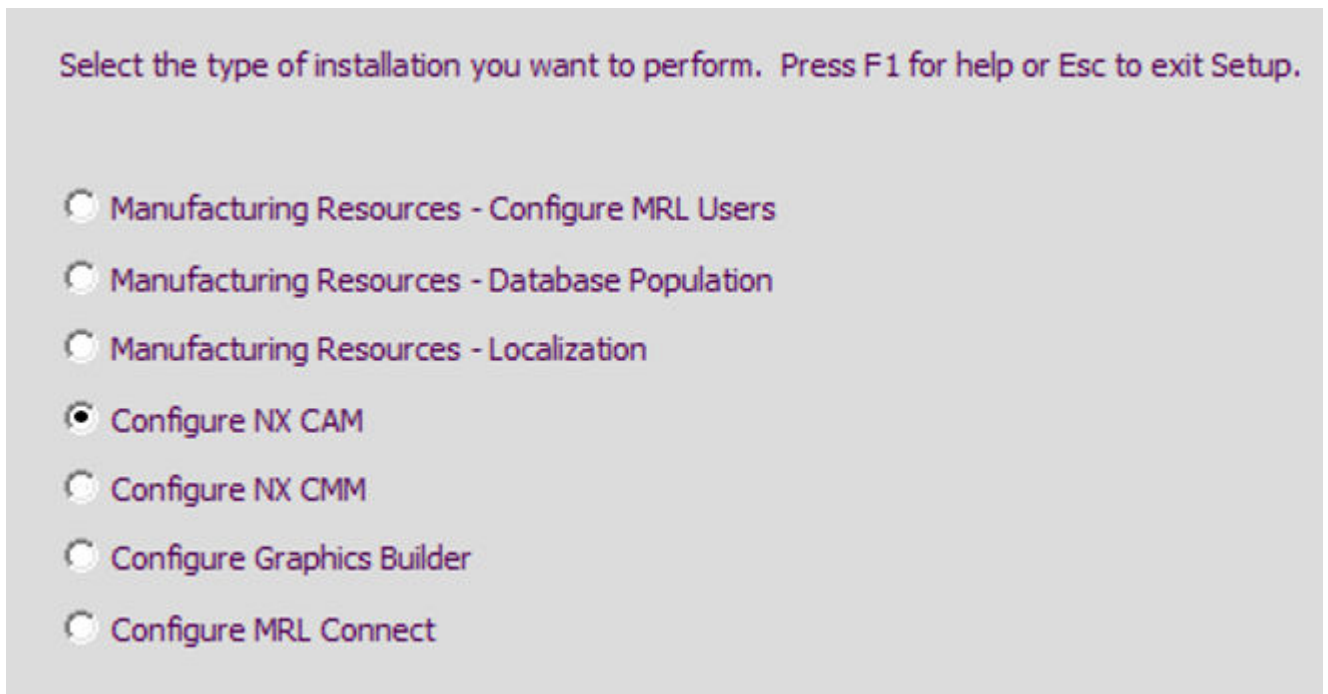 Select the type of installation you want to perform. Press F1 for help or Esc to exit Setup.
Manufacturing Resources - Configure MRL Users
Manufacturing Resources - Database Population
Manufacturing Resources - Localization
Configure NX CAM
Configure NX CMM
Configure Graphics Builder
Configure MRL Connect